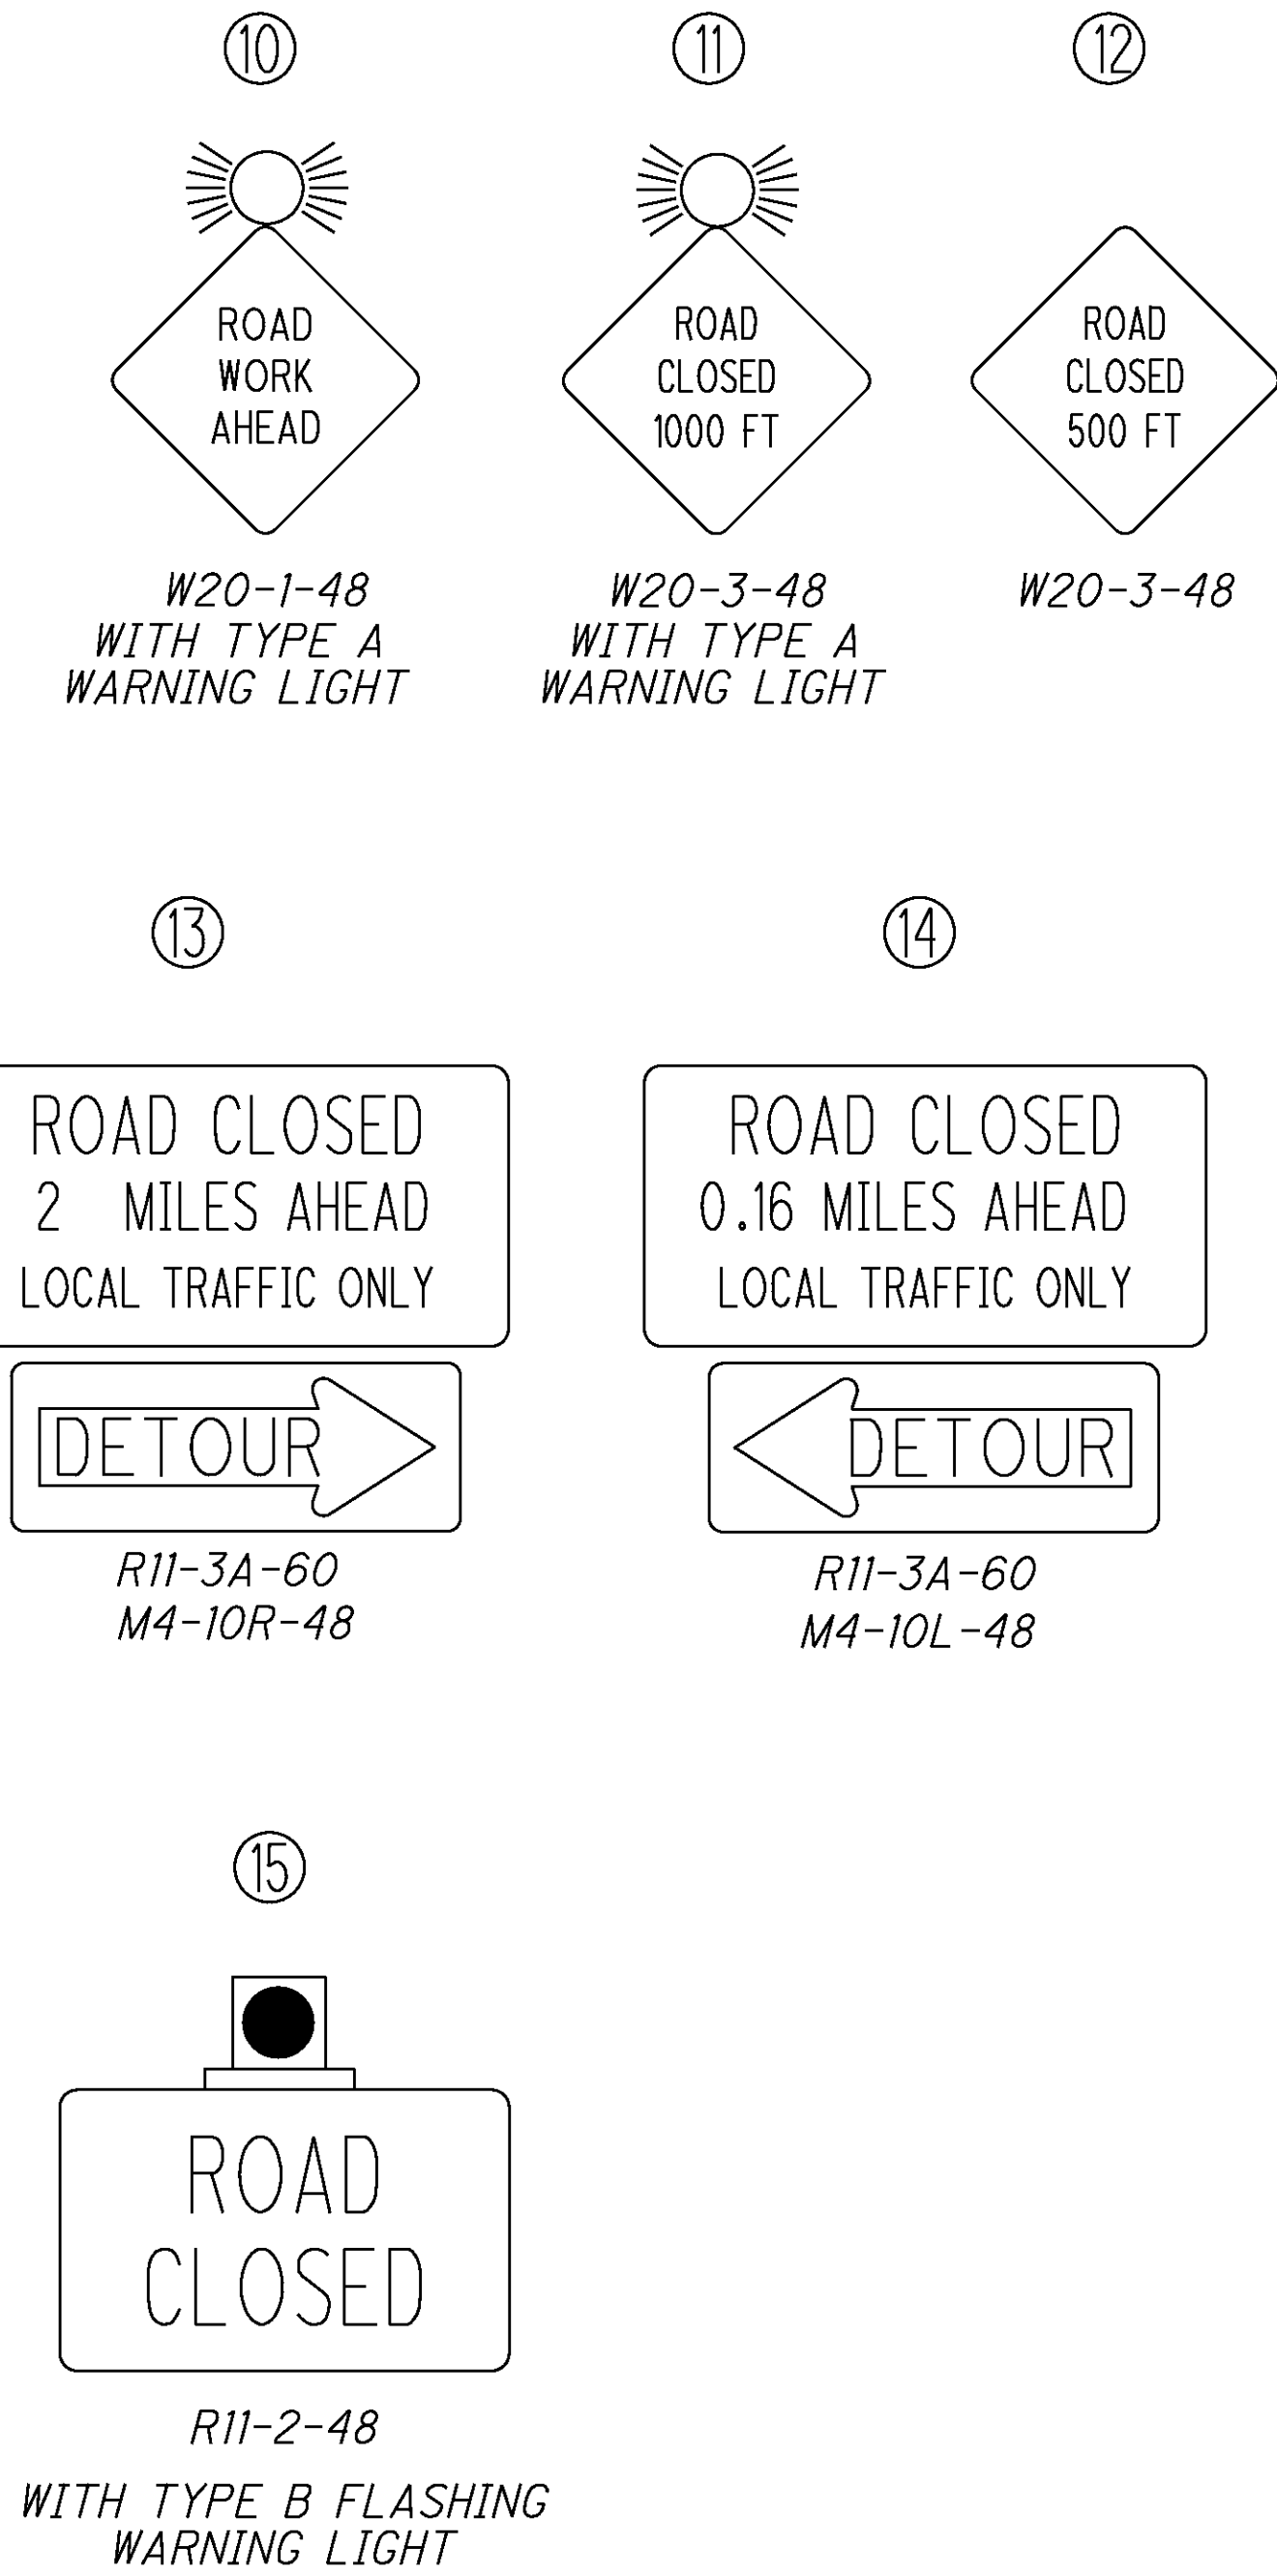 10
11
12
ROAD
WORK
AHEAD
ROAD
CLOSED
1000 FT
ROAD
CLOSED
500 FT
W20-1-48
WITH TYPE A
WARNING LIGHT
W20-3-48
WITH TYPE A
WARNING LIGHT
W20-3-48
13
14
ROAD CLOSED
2 MILES AHEAD
LOCAL TRAFFIC ONLY
DETOUR
R11-3A-60
M4-10R-48
ROAD CLOSED
0.16 MILES AHEAD
LOCAL TRAFFIC ONLY
DETOUR
R11-3A-60
M4-10L-48
15
ROAD
CLOSED
R11-2-48
WITH TYPE B FLASHING
WARNING LIGHT